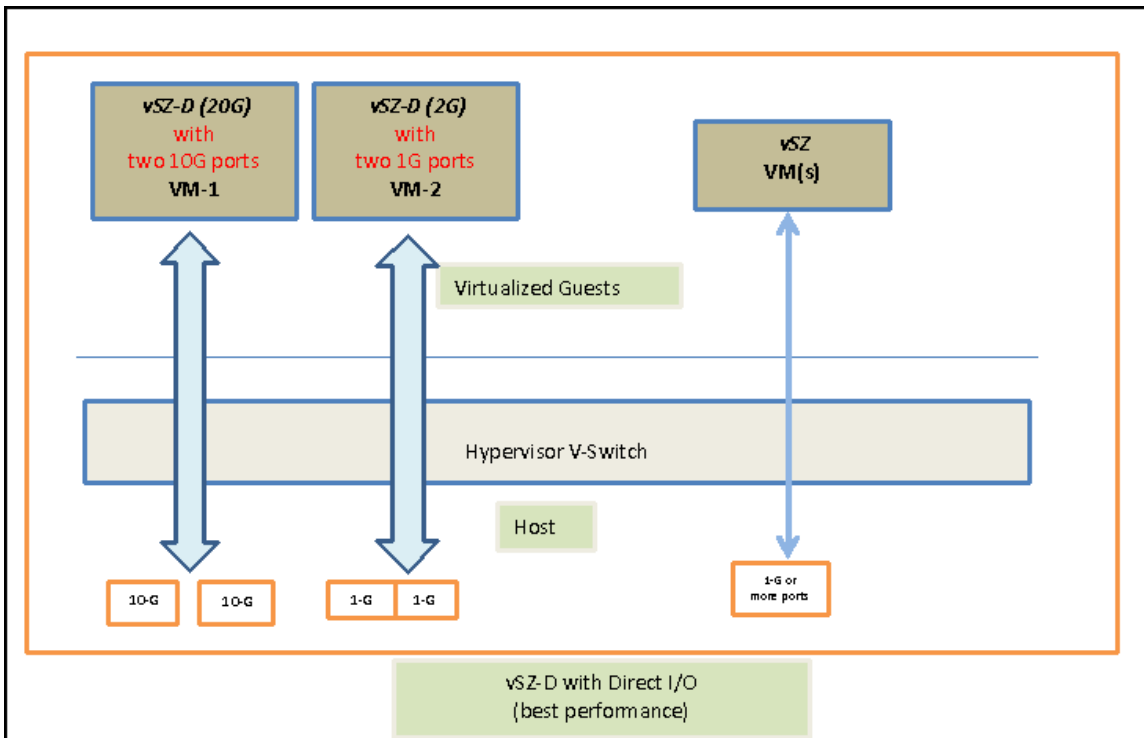 vSZ-D (20G)
with
two 10G ports
VM-1
vSZ-D (2G)
with
two 1G ports
VM-2
vSZ
VM(s)
Virtualized Guests
Hypervisor V-Switch
Host
10-G
10-G
1-G
1-G
1-G or
more ports
vSZ-D with Direct I/O
(best performance)